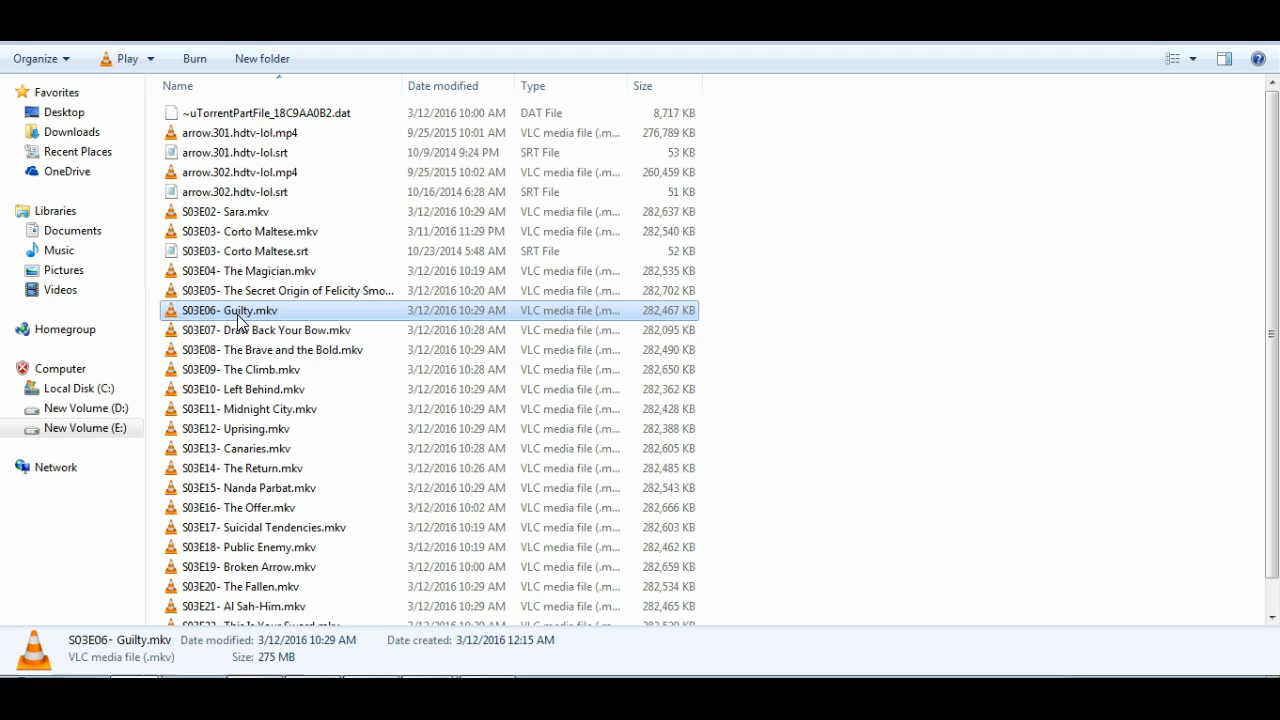 Organize Play Burn New folder
Favorites
Desktop
Downloads
Recent Places
OneDrive
Libraries
Documents
Music
Pictures
Videos
Homegroup
Computer
Local Disk (C:)
New Volume (D:)
New Volume (E:)
Network
Name Date modified Type Size
~uTorrentPartFile_18C9AA0B2.dat 3/12/2016 10:00 AM DAT File 8,717 KB
arrow.301.hdtv-lol.mp4 9/25/2015 10:01 AM VLC media file (.m... 276,789 KB
arrow.301.hdtv-lol.srt 10/9/2014 9:24 PM SRT File 53 KB
arrow.302.hdtv-lol.mp4 9/25/2015 10:02 AM VLC media file (.m... 260,459 KB
arrow.302.hdtv-lol.srt 10/16/2014 6:28 AM SRT File 51 KB
S03E02- Sara.mkv 3/12/2016 10:29 AM VLC media file (.m... 282,637 KB
S03E03- Corto Maltese.mkv 3/11/2016 11:29 PM VLC media file (.m... 282,540 KB
S03E03- Corto Maltese.srt 10/23/2014 5:48 AM SRT File 52 KB
S03E04- The Magician.mkv 3/12/2016 10:19 AM VLC media file (.m... 282,535 KB
S03E05- The Secret Origin of Felicity Smo... 3/12/2016 10:20 AM VLC media file (.m... 282,702 KB
S03E06- Guilty.mkv 3/12/2016 10:29 AM VLC media file (.m... 282,467 KB
S03E07- Draw Back Your Bow.mkv 3/12/2016 10:28 AM VLC media file (.m... 282,095 KB
S03E08- The Brave and the Bold.mkv 3/12/2016 10:29 AM VLC media file (.m... 282,490 KB
S03E09- The Climb.mkv 3/12/2016 10:28 AM VLC media file (.m... 282,650 KB
S03E10- Left Behind.mkv 3/12/2016 10:29 AM VLC media file (.m... 282,362 KB
S03E11- Midnight City.mkv 3/12/2016 10:29 AM VLC media file (.m... 282,428 KB
S03E12- Uprising.mkv 3/12/2016 10:29 AM VLC media file (.m... 282,388 KB
S03E13- Canaries.mkv 3/12/2016 10:28 AM VLC media file (.m... 282,605 KB
S03E14- The Return.mkv 3/12/2016 10:26 AM VLC media file (.m... 282,485 KB
S03E15- Nanda Parbat.mkv 3/12/2016 10:29 AM VLC media file (.m... 282,543 KB
S03E16- The Offer.mkv 3/12/2016 10:02 AM VLC media file (.m... 282,666 KB
S03E17- Suicidal Tendencies.mkv 3/12/2016 10:19 AM VLC media file (.m... 282,603 KB
S03E18- Public Enemy.mkv 3/12/2016 10:19 AM VLC media file (.m... 282,462 KB
S03E19- Broken Arrow.mkv 3/12/2016 10:00 AM VLC media file (.m... 282,659 KB
S03E20- The Fallen.mkv 3/12/2016 10:29 AM VLC media file (.m... 282,534 KB
S03E21- Al Sah-Him.mkv 3/12/2016 10:29 AM VLC media file (.m... 282,465 KB
S03E06- Guilty.mkv Date modified: 3/12/2016 10:29 AM Date created: 3/12/2016 12:15 AM
VLC media file (.mkv) Size: 275 MB